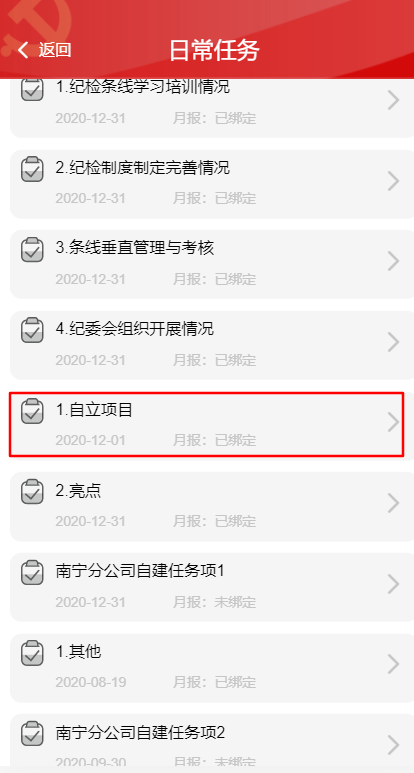 返回
日常任务
1.纪检条线学习培训情况
2020-12-31 月报：已绑定
2.纪检制度制定完善情况
2020-12-31 月报：已绑定
3.条线垂直管理与考核
2020-12-31 月报：已绑定
4.纪委会组织开展情况
2020-12-31 月报：已绑定
1.自立项目
2020-12-01 月报：已绑定
2.亮点
2020-12-31 月报：已绑定
南宁分公司自建任务项1
2020-12-31 月报：未绑定
1.其他
2020-08-19 月报：已绑定
南宁分公司自建任务项2
2020-09-30 月报：未绑定